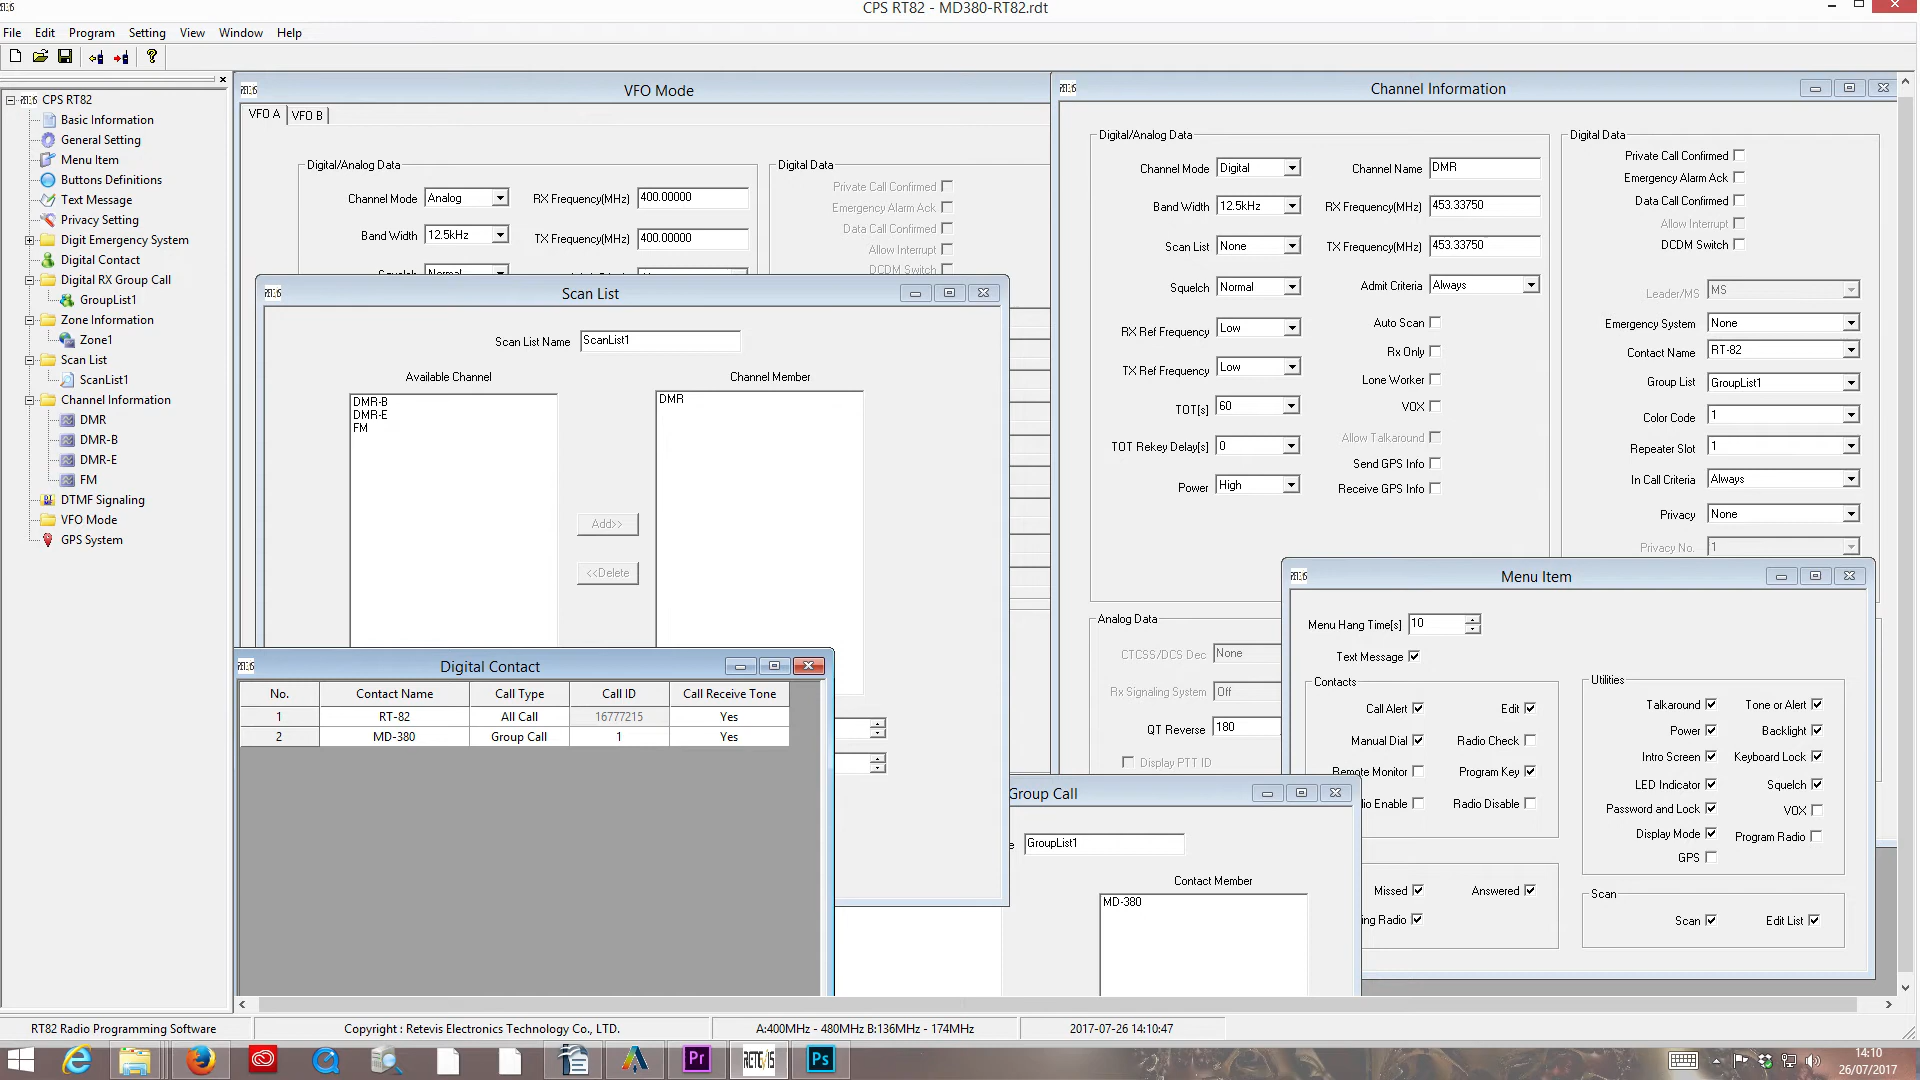 CPS RT82 - MD380-RT82.rdt
File Edit Program Setting View Window Help
CPS RT82
Basic Information
General Setting
Menu Item
Buttons Definitions
Text Message
Privacy Setting
Digit Emergency System
Digital Contact
Digital RX Group Call
GroupList1
Zone Information
Zone1
Scan List
ScanList1
Channel Information
DMR
DMR-B
DMR-E
FM
DTMF Signaling
VFO Mode
GPS System
VFO Mode
VFO A VFO B
Digital/Analog Data
Channel Mode Analog RX Frequency(MHz) 400.00000
Band Width 12.5kHz TX Frequency(MHz) 400.00000
Squelch Normal
Digital Data
Private Call Confirmed
Emergency Alarm Ack
Data Call Confirmed
Allow Interrupt
DCDM Switch
Scan List
Scan List Name ScanList1
Available Channel Channel Member
DMR-B
DMR-E
FM
DMR
Add>>
<<Delete
Digital Contact
No. Contact Name Call Type Call ID Call Receive Tone
1 RT-82 All Call 16777215 Yes
2 MD-380 Group Call 1 Yes
Channel Information
Digital/Analog Data
Channel Mode Digital Channel Name DMR
Band Width 12.5kHz RX Frequency(MHz) 453.33750
Scan List None TX Frequency(MHz) 453.33750
Squelch Normal Admit Criteria Always
RX Ref Frequency Low Auto Scan
Rx Only
TX Ref Frequency Low Lone Worker
TOT[s] 60 VOX
TOT Rekey Delay[s] 0 Allow Talkaround
Send GPS Info
Power High Receive GPS Info
Digital Data
Private Call Confirmed
Emergency Alarm Ack
Data Call Confirmed
Allow Interrupt
DCDM Switch
Leader/MS MS
Emergency System None
Contact Name RT-82
Group List GroupList1
Color Code 1
Repeater Slot 1
In Call Criteria Always
Privacy None
Privacy No. 1
Analog Data
CTCSS/DCS Dec None
Rx Signaling System Off
QT Reverse 180
Display PTT ID
Group Call
e GroupList1
Contact Member
MD-380
Menu Item
Menu Hang Time[s] 10
Text Message
Contacts
Call Alert Edit
Manual Dial Radio Check
Remote Monitor Program Key
dio Enable Radio Disable
Missed Answered
ing Radio
Utilities
Talkaround Tone or Alert
Power Backlight
Intro Screen Keyboard Lock
LED Indicator Squelch
Password and Lock VOX
Display Mode Program Radio
GPS
Scan
Scan Edit List
RT82 Radio Programming Software Copyright : Retevis Electronics Technology Co., LTD. A:400MHz - 480MHz B:136MHz - 174MHz 2017-07-26 14:10:47
Pr RETEVIS Ps
14:10
26/07/2017